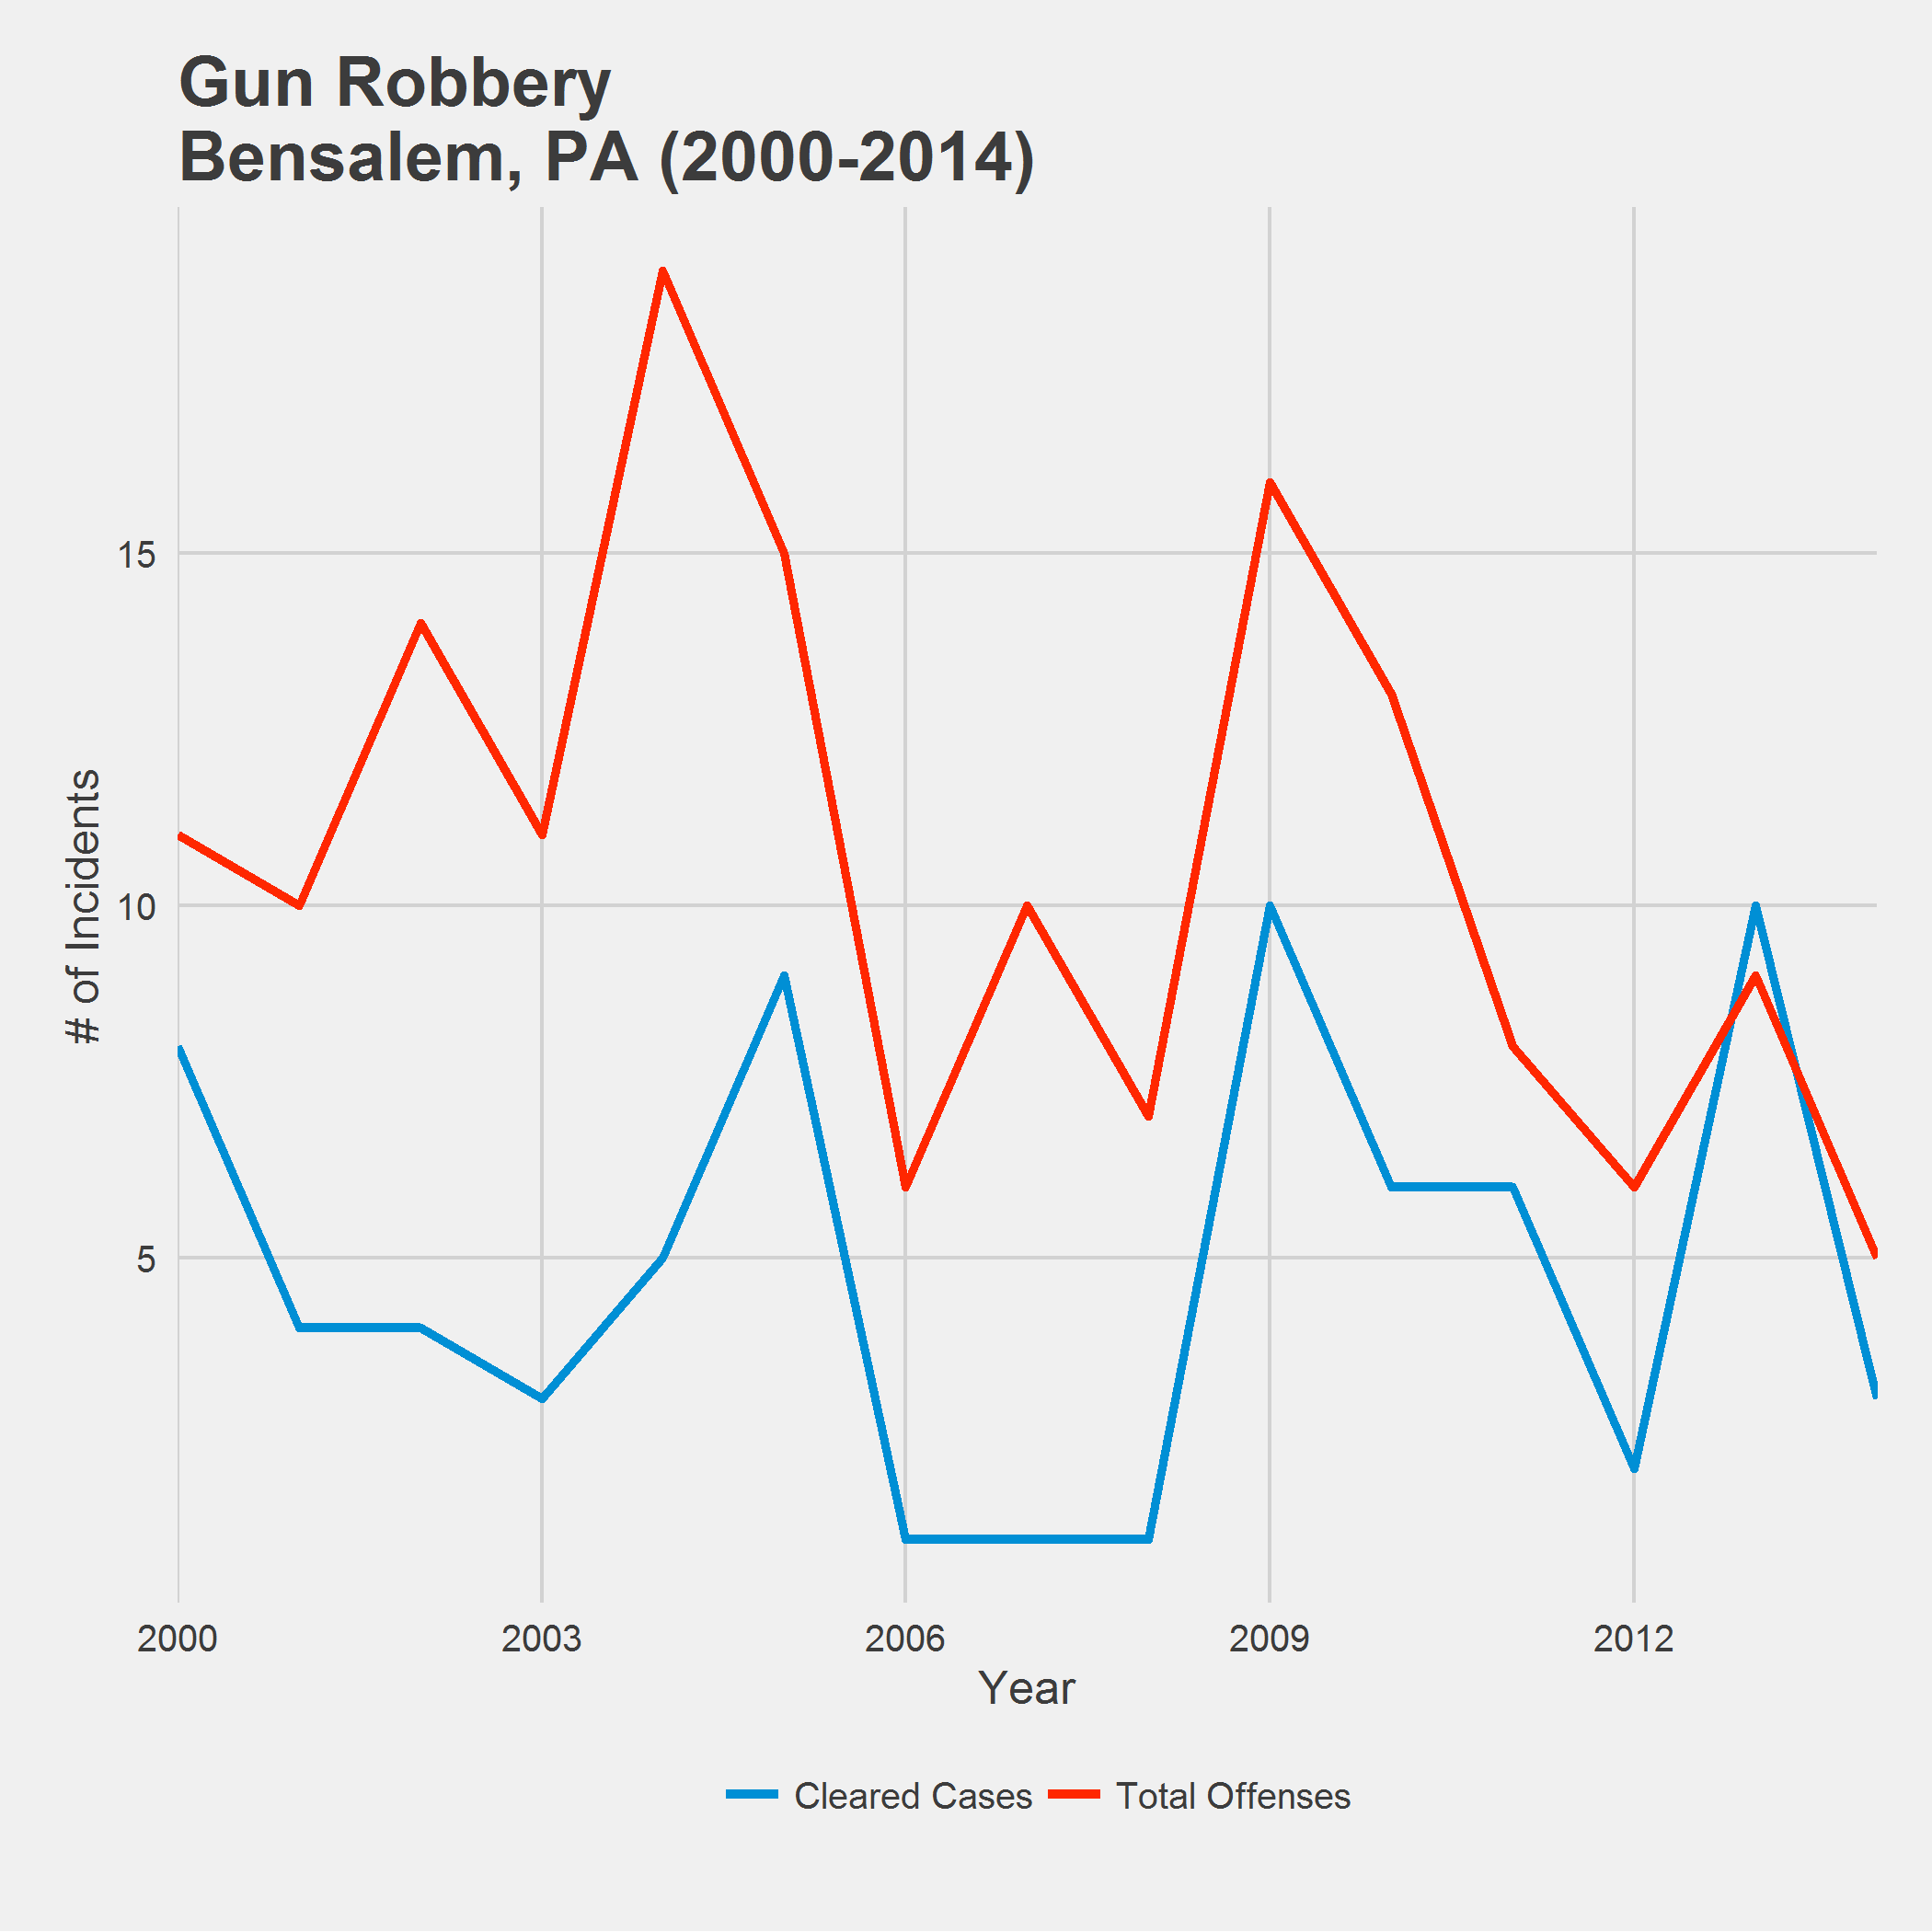 Gun Robbery
Bensalem, PA (2000-2014)
# of Incidents
15
10
5
2000 2003 2006 2009 2012
Year
Cleared Cases Total Offenses